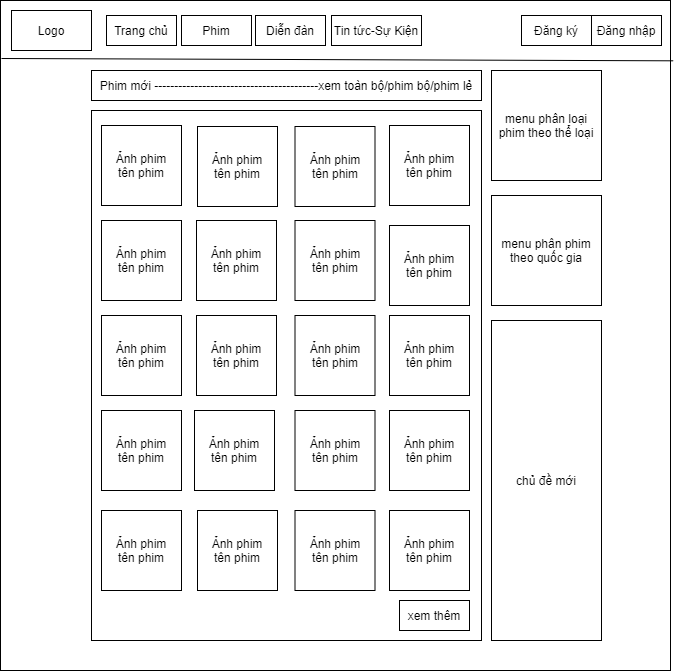 Logo
Trang chủ
Phim
Diễn đàn
Tin tức-Sự Kiện
Đăng ký
Đăng nhập
Phim mới -----------------------------------------xem toàn bộ/phim bộ/phim lẻ
Ảnh phim
tên phim
Ảnh phim
tên phim
Ảnh phim
tên phim
Ảnh phim
tên phim
Ảnh phim
tên phim
Ảnh phim
tên phim
Ảnh phim
tên phim
Ảnh phim
tên phim
Ảnh phim
tên phim
Ảnh phim
tên phim
Ảnh phim
tên phim
Ảnh phim
tên phim
Ảnh phim
tên phim
Ảnh phim
tên phim
Ảnh phim
tên phim
Ảnh phim
tên phim
Ảnh phim
tên phim
Ảnh phim
tên phim
Ảnh phim
tên phim
Ảnh phim
tên phim
xem thêm
menu phân loại
phim theo thể loại
menu phân phim
theo quốc gia
chủ đề mới